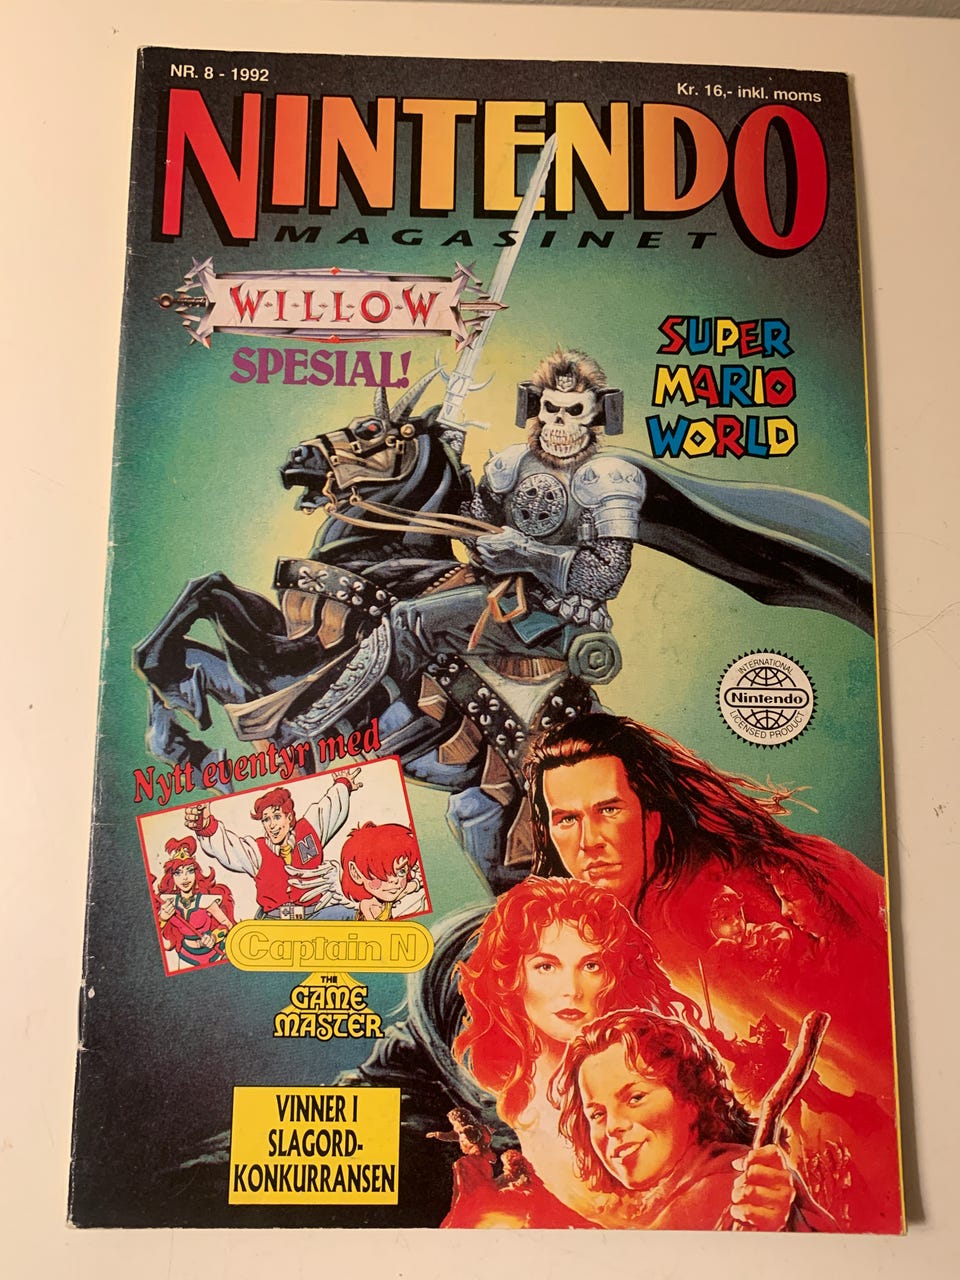 NR. 8 - 1992
Kr. 16,- inkl. moms
NINTENDO
MAGASINET
W·I·L·L·O·W
SPESIAL!
SUPER
MARIO
WORLD
INTERNATIONAL
Nintendo
LICENSED PRODUCT
Nytt eventyr med
N
Captain N
THE
GAME
MASTER
VINNER I
SLAGORD-
KONKURRANSEN